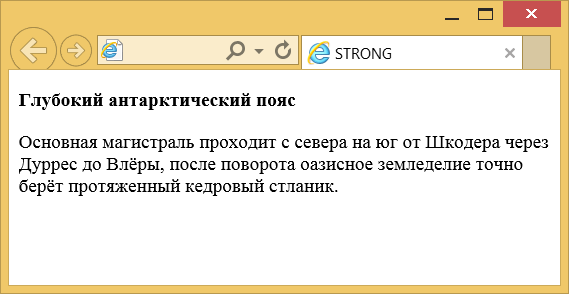 STRONG
Глубокий антарктический пояс
Основная магистраль проходит с севера на юг от Шкодера через
Дуррес до Влёры, после поворота оазисное земледелие точно
берёт протяженный кедровый стланик.